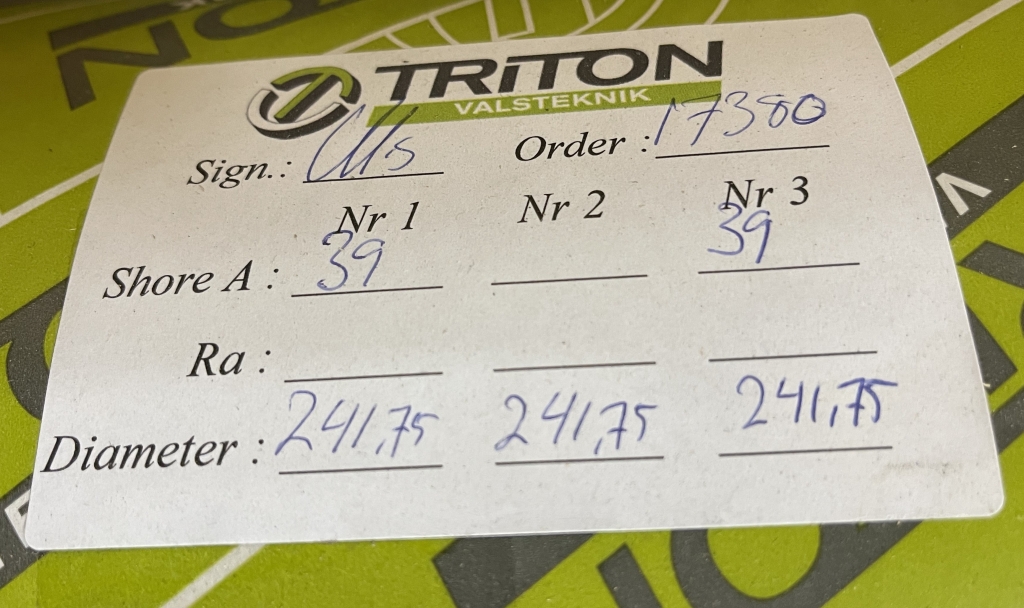 TRiTON
VALSTEKNIK
Sign.: Order : 17380
Nr 1 Nr 2 Nr 3
Shore A : 39 39
Ra :
Diameter : 241,75 241,75 241,75